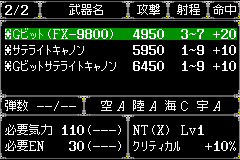 2/2 武器名 攻撃 射程 命中
⌘Gビット(FX-9800) 4950 3~7 +20
⌘サテライトキャノン 5950 1~9 +10
⌘Gビットサテライトキャノン 6450 1~9 +10
弾数 --/-- 空A 陸A 海C 宇A
必要気力 110(---) NT(X) Lv1
必要EN 30(---) クリティカル +10%